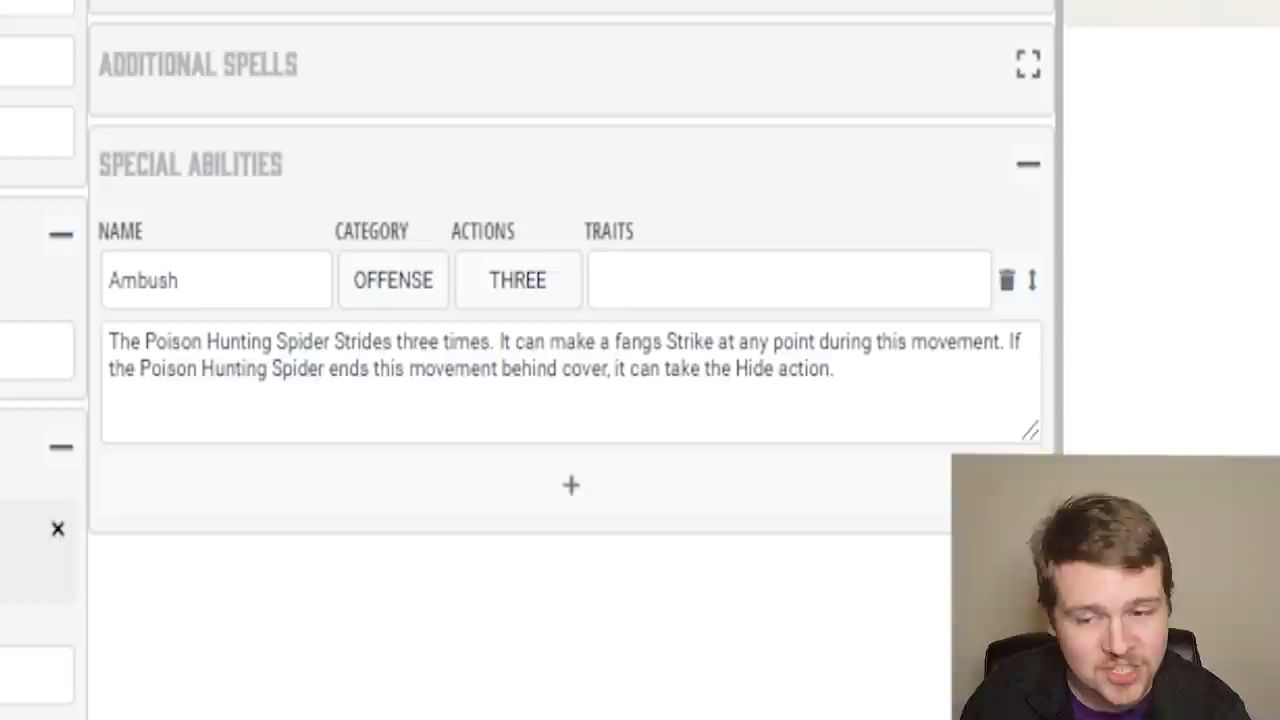 ADDITIONAL SPELLS
SPECIAL ABILITIES
NAME CATEGORY ACTIONS TRAITS
Ambush OFFENSE THREE
The Poison Hunting Spider Strides three times. It can make a fangs Strike at any point during this movement. If
the Poison Hunting Spider ends this movement behind cover, it can take the Hide action.